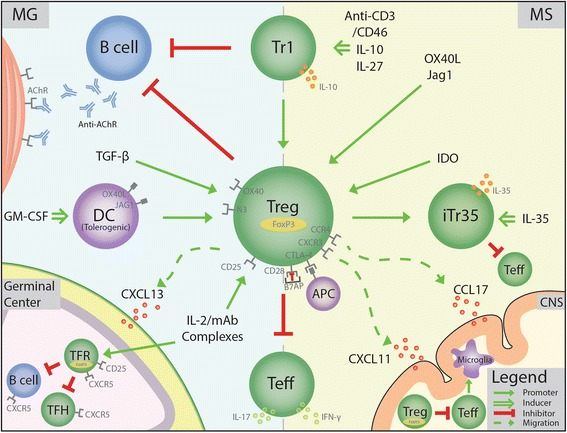 MG
MS
B cell
Tr1
IL-10
Anti-CD3
/CD46
IL-10
IL-27
OX40L
Jag1
AChR
Anti-AChR
TGF-β
IDO
OX40
N3
Treg
FoxP3
OX40L
JAG1
DC
(Tolerogenic)
GM-CSF
IL-35
iTr35
IL-35
Teff
CCR4
CXCR3
CTLA-4
CD25
CD28
B7AP
APC
Germinal
Center
CXCL13
IL-2/mAb
Complexes
CCL17
CXCL11
CNS
TFR
FoxP3
CD25
CXCR5
B cell
CXCR5
TFH
CXCR5
Teff
IL-17
IFN-γ
Microglia
Treg
FoxP3
Teff
Legend
Promoter
Inducer
Inhibitor
Migration